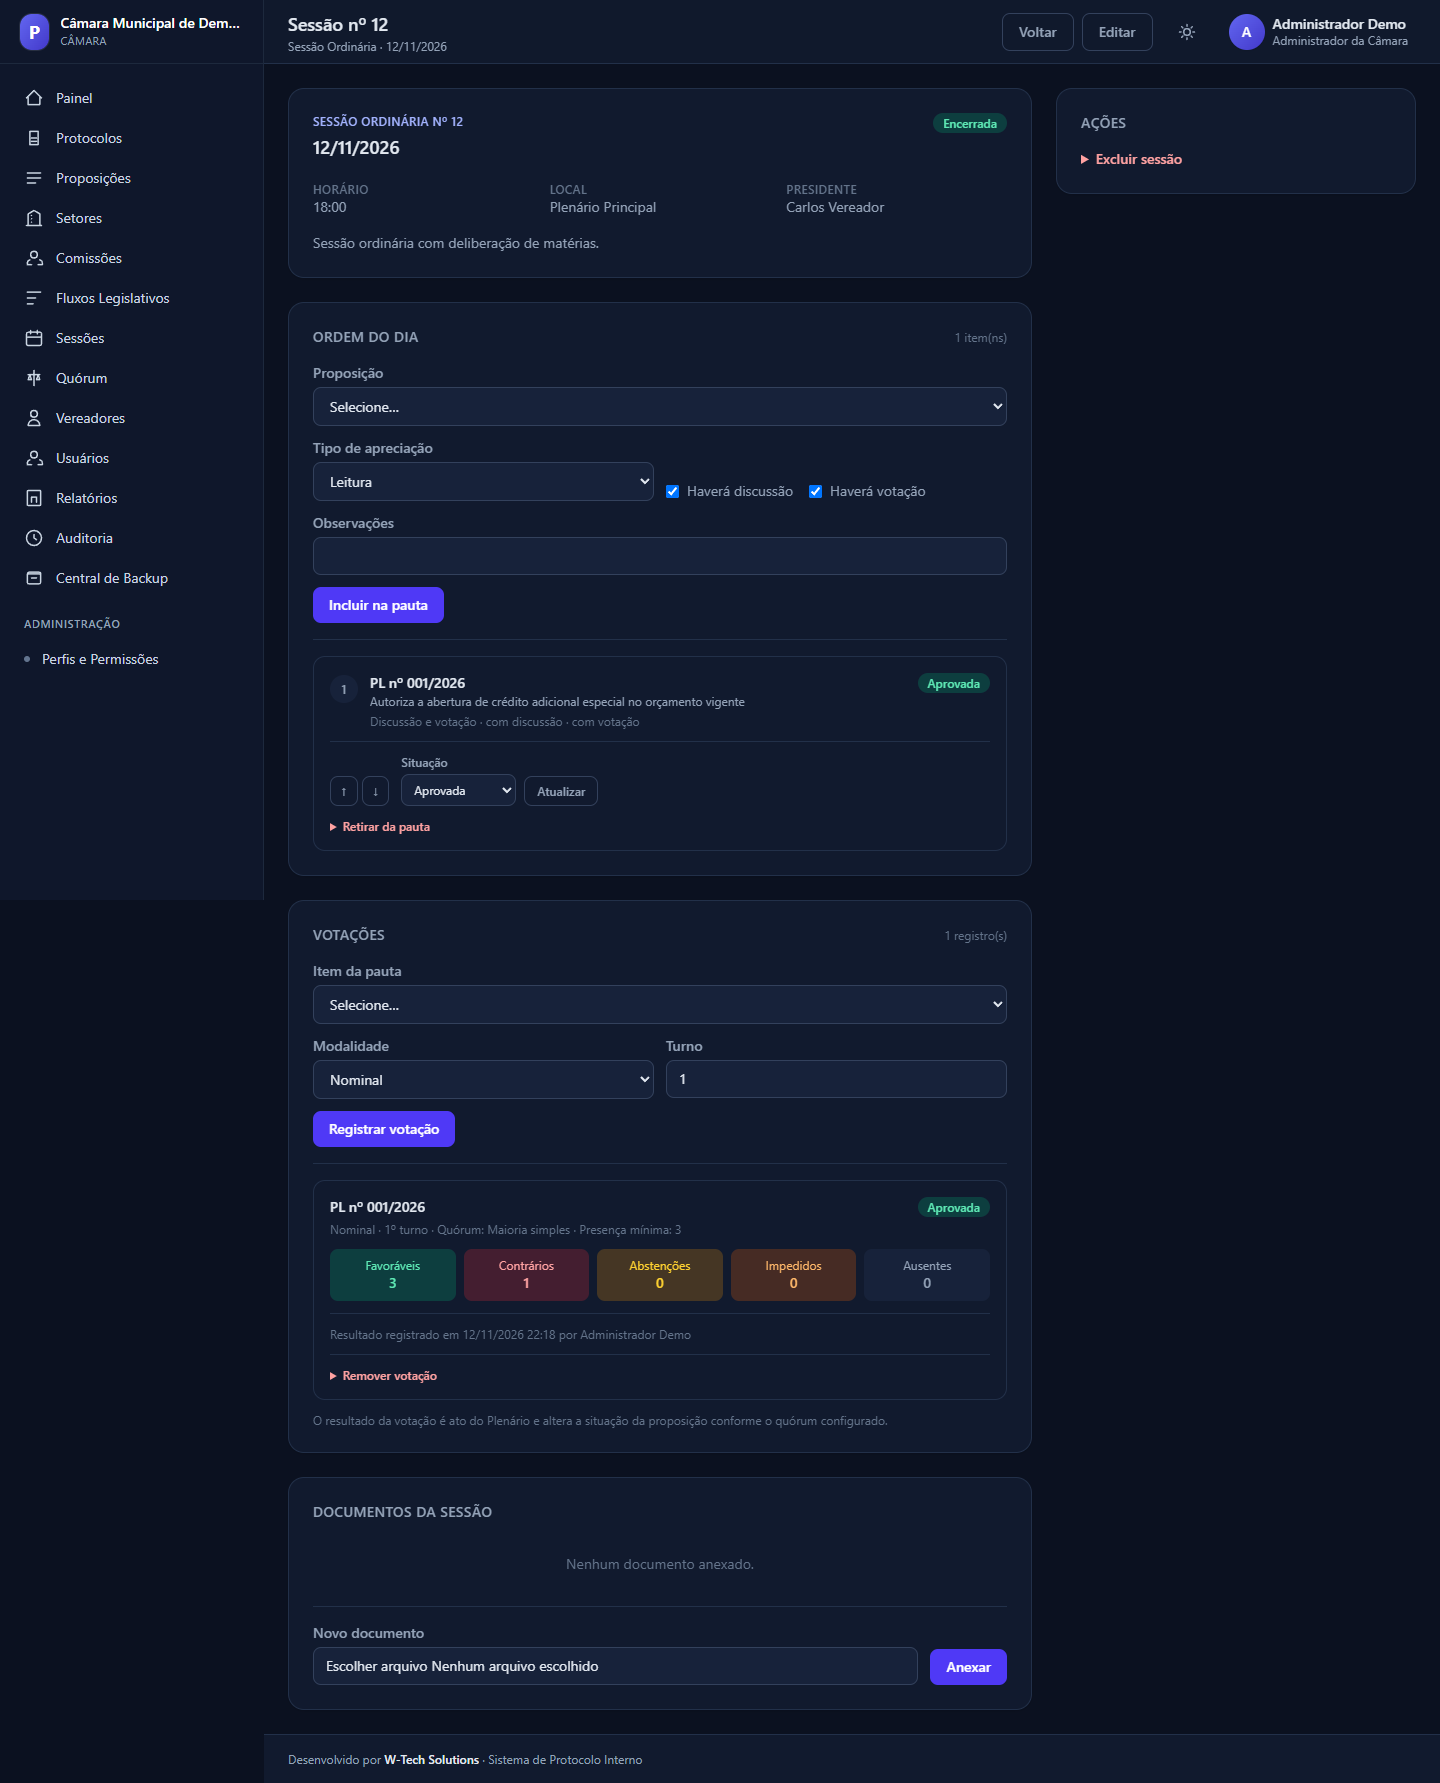 P
Câmara Municipal de Dem...
CÂMARA
Painel
Protocolos
Proposições
Setores
Comissões
Fluxos Legislativos
Sessões
Quórum
Vereadores
Usuários
Relatórios
Auditoria
Central de Backup
ADMINISTRAÇÃO
Perfis e Permissões
Sessão nº 12
Sessão Ordinária · 12/11/2026
Voltar
Editar
A
Administrador Demo
Administrador da Câmara
SESSÃO ORDINÁRIA Nº 12
Encerrada
12/11/2026
HORÁRIO
18:00
LOCAL
Plenário Principal
PRESIDENTE
Carlos Vereador
Sessão ordinária com deliberação de matérias.
AÇÕES
Excluir sessão
ORDEM DO DIA
1 item(ns)
Proposição
Selecione...
Tipo de apreciação
Leitura
Haverá discussão
Haverá votação
Observações
Incluir na pauta
1
PL nº 001/2026
Aprovada
Autoriza a abertura de crédito adicional especial no orçamento vigente
Discussão e votação · com discussão · com votação
↑
↓
Situação
Aprovada
Atualizar
Retirar da pauta
VOTAÇÕES
1 registro(s)
Item da pauta
Selecione...
Modalidade
Nominal
Turno
1
Registrar votação
PL nº 001/2026
Aprovada
Nominal · 1º turno · Quórum: Maioria simples · Presença mínima: 3
Favoráveis
3
Contrários
1
Abstenções
0
Impedidos
0
Ausentes
0
Resultado registrado em 12/11/2026 22:18 por Administrador Demo
Remover votação
O resultado da votação é ato do Plenário e altera a situação da proposição conforme o quórum configurado.
DOCUMENTOS DA SESSÃO
Nenhum documento anexado.
Novo documento
Escolher arquivo Nenhum arquivo escolhido
Anexar
Desenvolvido por W-Tech Solutions · Sistema de Protocolo Interno